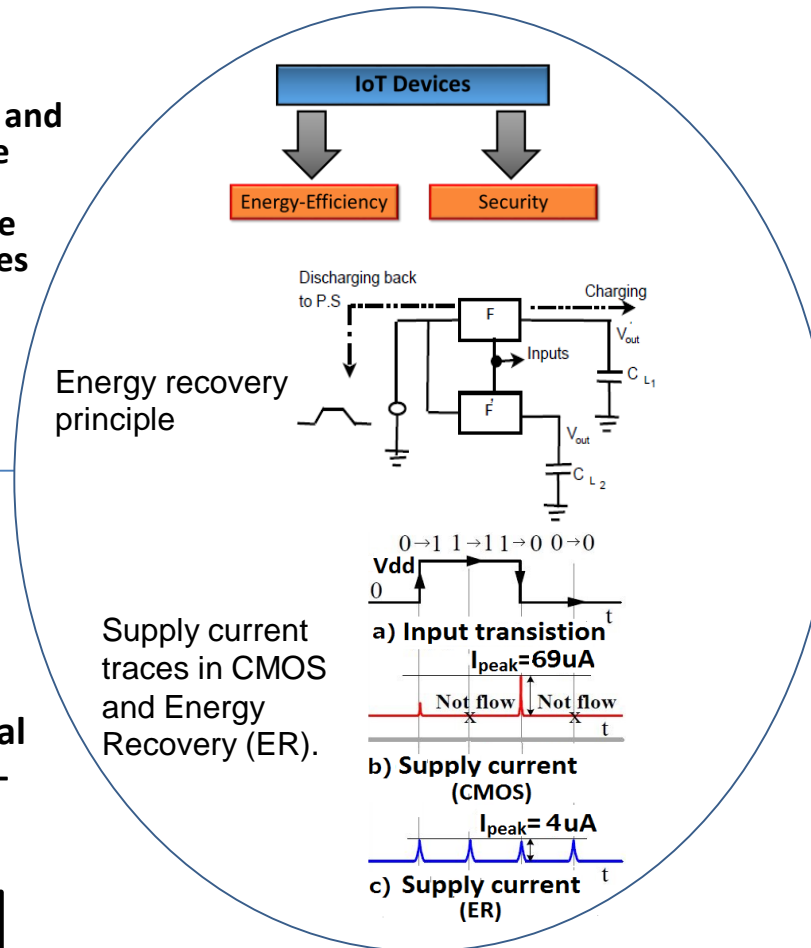 and
e
e
es
al
-
IoT Devices
Energy-Efficiency
Security
Discharging back
to P.S
Charging
F
V'out
Inputs
C L1
F'
Vout
C L2
Energy recovery
principle
0→1 1→1 1→0 0→0
Vdd
0
t
a) Input transistion
Supply current
traces in CMOS
and Energy
Recovery (ER).
Ipeak=69uA
Not flow Not flow
x x
t
b) Supply current
(CMOS)
Ipeak= 4uA
t
c) Supply current
(ER)